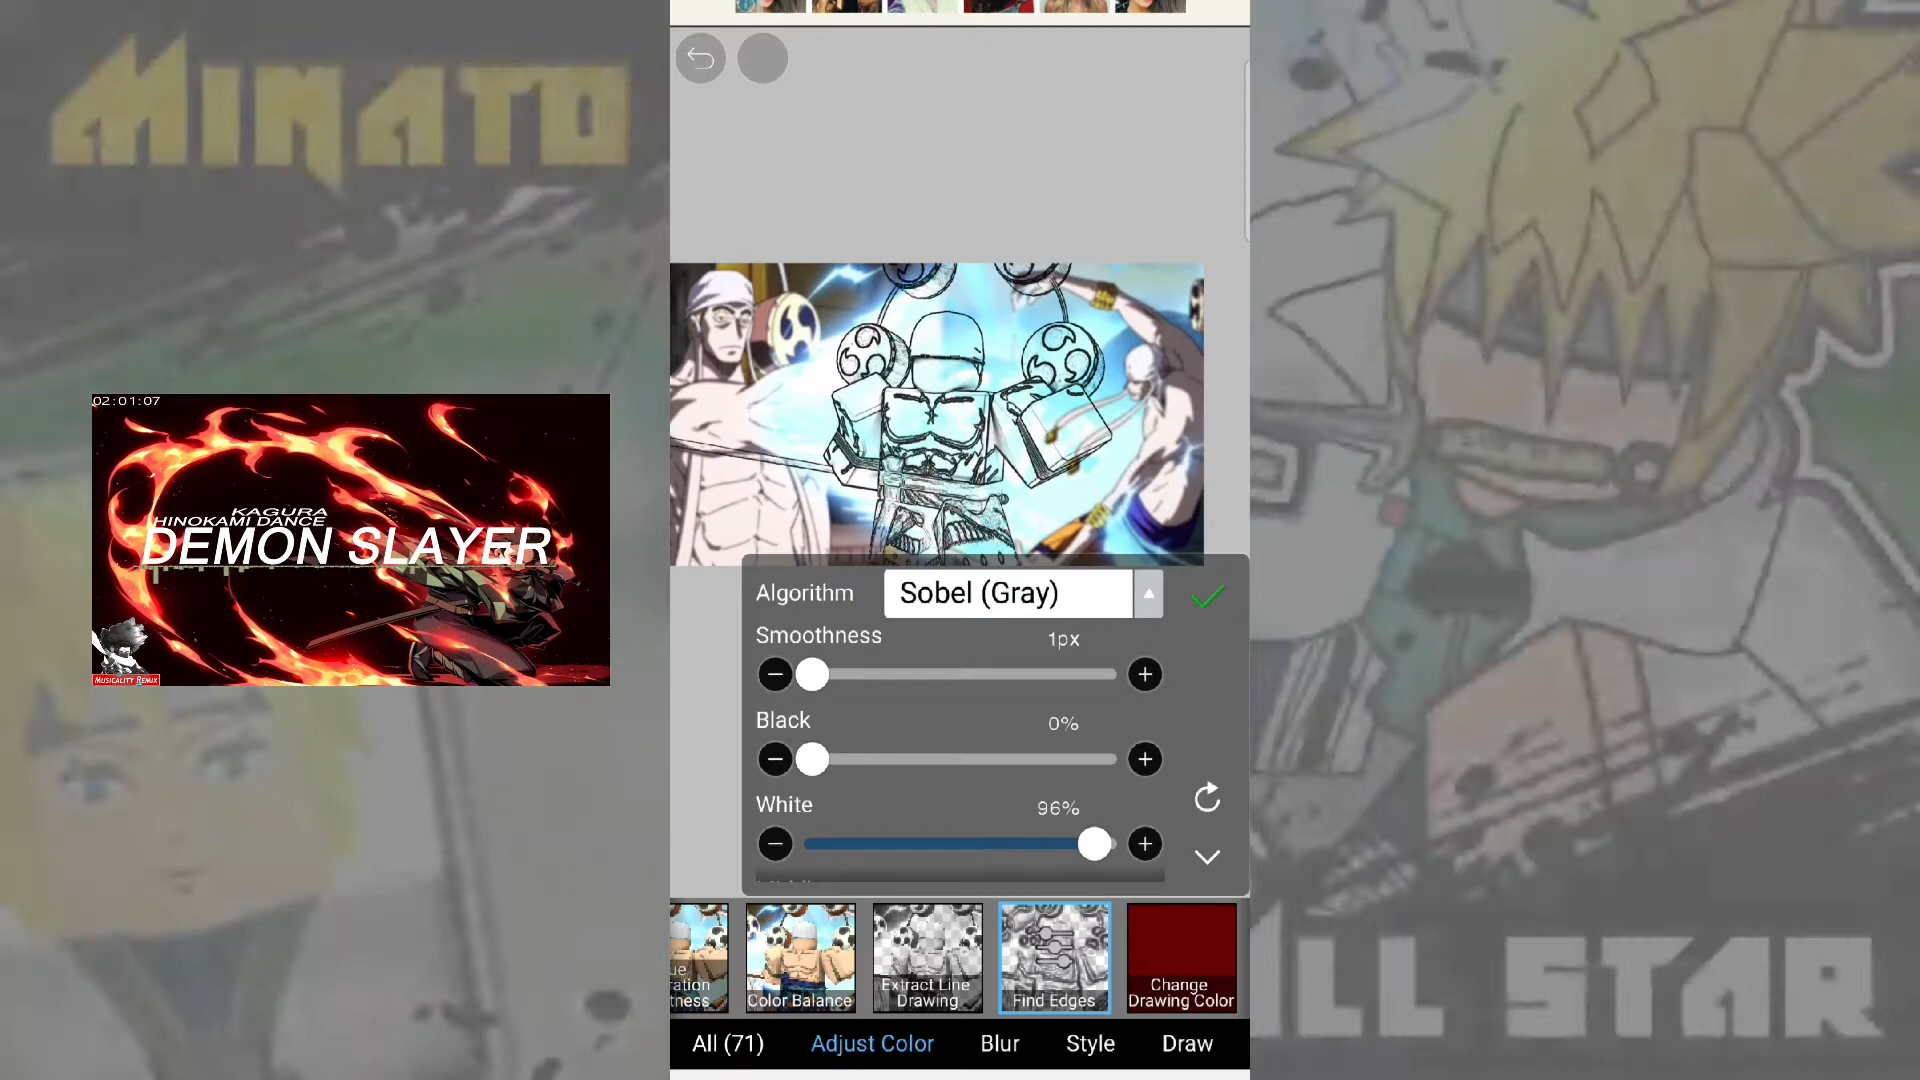 MINATO
02:01:07
KAGURA
HINOKAMI DANCE
DEMON SLAYER
MUSICALITY REMIX
Algorithm
Sobel (Gray)
Smoothness
1px
Black
0%
White
96%
Color Balance
Extract Line
Drawing
Find Edges
Change
Drawing Color
All (71)
Adjust Color
Blur
Style
Draw
STAR